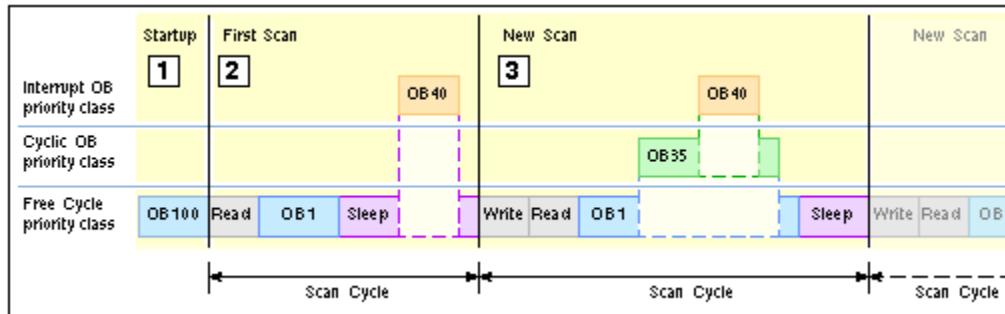 Startup
First Scan
New Scan
New Scan
1
2
3
Interrupt OB
priority class
OB40
OB40
Cyclic OB
priority class
OB35
Free Cycle
priority class
OB100
Read
OB1
Sleep
Write
Read
OB1
Sleep
Write
Read
OB
Scan Cycle
Scan Cycle
Scan Cycle